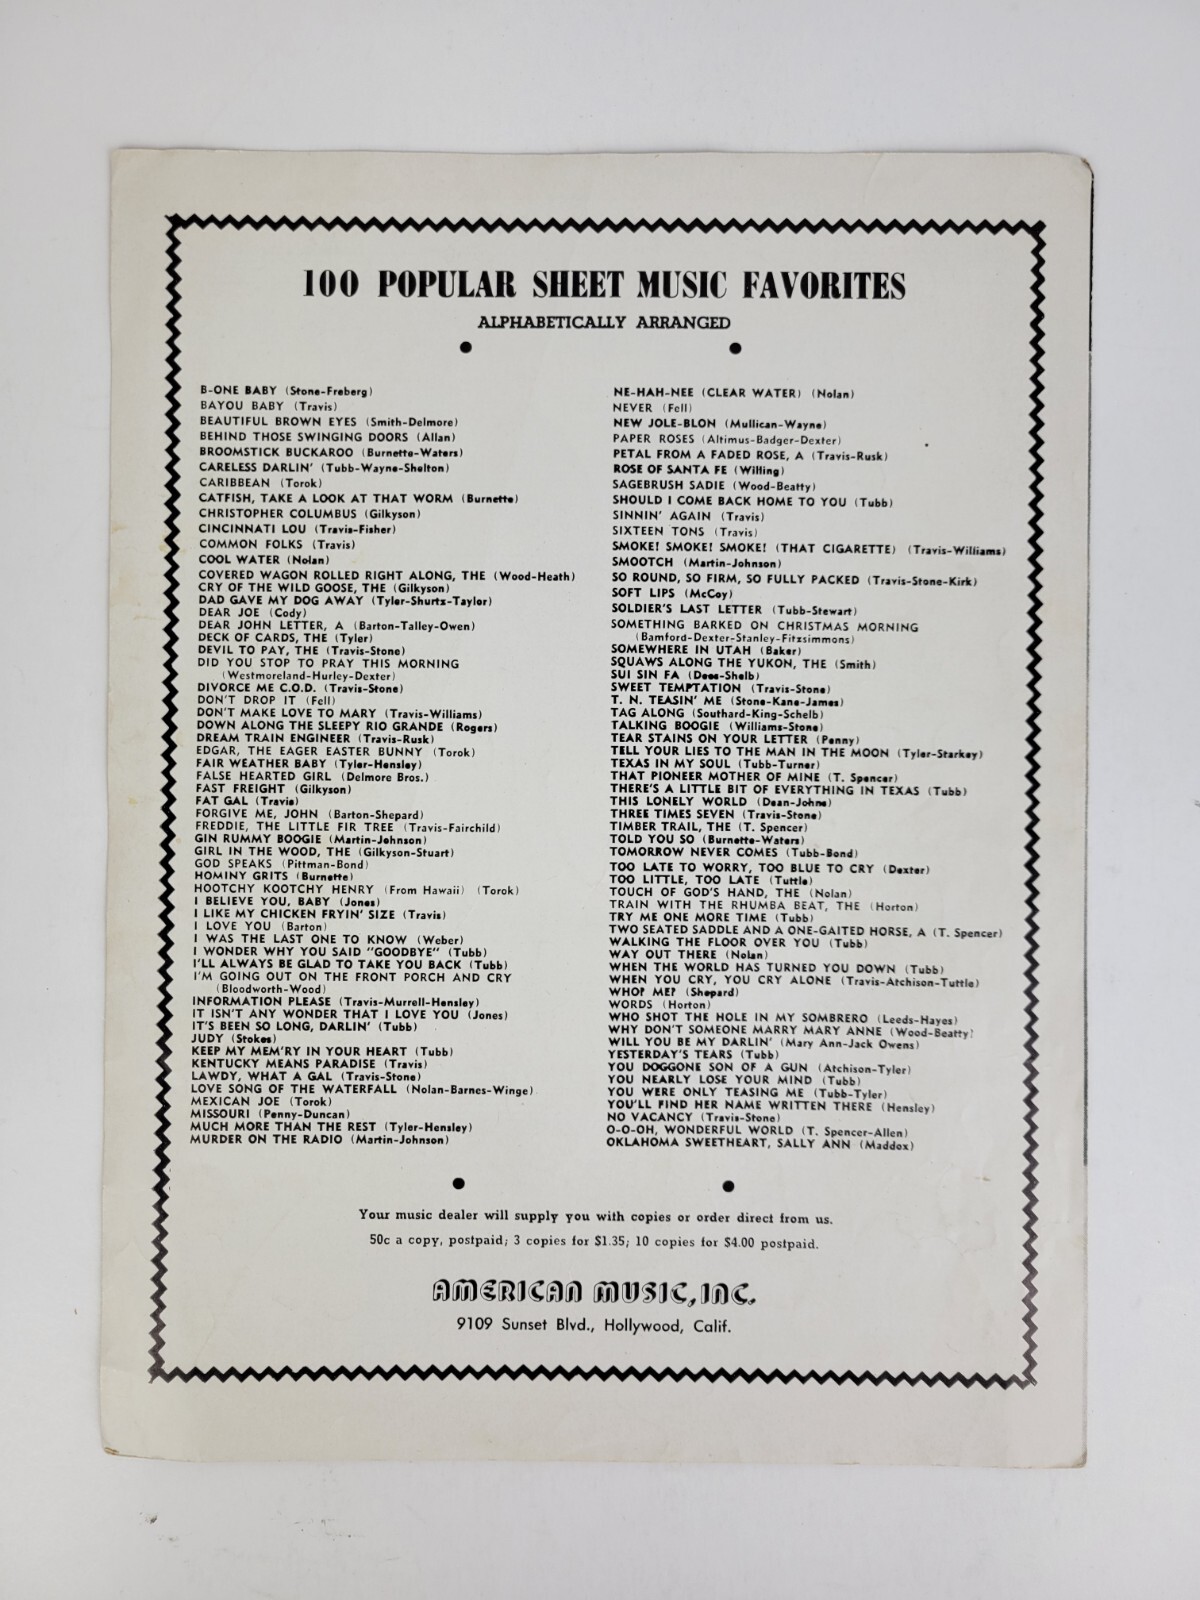 100 POPULAR SHEET MUSIC FAVORITES
ALPHABETICALLY ARRANGED
B-ONE BABY (Stone-Freberg)
BAYOU BABY (Travis)
BEAUTIFUL BROWN EYES (Smith-Delmore)
BEHIND THOSE SWINGING DOORS (Allan)
BROOMSTICK BUCKAROO (Burnette-Waters)
CARELESS DARLIN' (Tubb-Wayne-Shelton)
CARIBBEAN (Torok)
CATFISH, TAKE A LOOK AT THAT WORM (Burnette)
CHRISTOPHER COLUMBUS (Gilkyson)
CINCINNATI LOU (Travis-Fisher)
COMMON FOLKS (Travis)
COOL WATER (Nolan)
COVERED WAGON ROLLED RIGHT ALONG, THE (Wood-Heath)
CRY OF THE WILD GOOSE, THE (Gilkyson)
DAD GAVE MY DOG AWAY (Tyler-Shurtz-Taylor)
DEAR JOE (Cody)
DEAR JOHN LETTER, A (Barton-Talley-Owen)
DECK OF CARDS, THE (Tyler)
DEVIL TO PAY, THE (Travis-Stone)
DID YOU STOP TO PRAY THIS MORNING
(Westmoreland-Hurley-Dexter)
DIVORCE ME C.O.D. (Travis-Stone)
DON'T DROP IT (Fell)
DON'T MAKE LOVE TO MARY (Travis-Williams)
DOWN ALONG THE SLEEPY RIO GRANDE (Rogers)
DREAM TRAIN ENGINEER (Travis-Rusk)
EDGAR, THE EAGER EASTER BUNNY (Torok)
FAIR WEATHER BABY (Tyler-Hensley)
FALSE HEARTED GIRL (Delmore Bros.)
FAST FREIGHT (Gilkyson)
FAT GAL (Travis)
FORGIVE ME, JOHN (Barton-Shepard)
FREDDIE, THE LITTLE FIR TREE (Travis-Fairchild)
GIN RUMMY BOOGIE (Martin-Johnson)
GIRL IN THE WOOD, THE (Gilkyson-Stuart)
GOD SPEAKS (Pittman-Bond)
HOMINY GRITS (Burnette)
HOOTCHY KOOTCHY HENRY (From Hawaii) (Torok)
I BELIEVE YOU, BABY (Jones)
I LIKE MY CHICKEN FRYIN' SIZE (Travis)
I LOVE YOU (Barton)
I WAS THE LAST ONE TO KNOW (Weber)
I WONDER WHY YOU SAID "GOODBYE" (Tubb)
I'LL ALWAYS BE GLAD TO TAKE YOU BACK (Tubb)
I'M GOING OUT ON THE FRONT PORCH AND CRY
(Bloodworth-Wood)
INFORMATION PLEASE (Travis-Murrell-Hensley)
IT ISN'T ANY WONDER THAT I LOVE YOU (Jones)
IT'S BEEN SO LONG, DARLIN' (Tubb)
JUDY (Stokes)
KEEP MY MEM'RY IN YOUR HEART (Tubb)
KENTUCKY MEANS PARADISE (Travis)
LAWDY, WHAT A GAL (Travis-Stone)
LOVE SONG OF THE WATERFALL (Nolan-Barnes-Winge)
MEXICAN JOE (Torok)
MISSOURI (Penny-Duncan)
MUCH MORE THAN THE REST (Tyler-Hensley)
MURDER ON THE RADIO (Martin-Johnson)
NE-HAH-NEE (CLEAR WATER) (Nolan)
NEVER (Fell)
NEW JOLE-BLON (Mullican-Wayne)
PAPER ROSES (Altimus-Badger-Dexter)
PETAL FROM A FADED ROSE, A (Travis-Rusk)
ROSE OF SANTA FE (Willing)
SAGEBRUSH SADIE (Wood-Beatty)
SHOULD I COME BACK HOME TO YOU (Tubb)
SINNIN' AGAIN (Travis)
SIXTEEN TONS (Travis)
SMOKE! SMOKE! SMOKE! (THAT CIGARETTE) (Travis-Williams)
SMOOTCH (Martin-Johnson)
SO ROUND, SO FIRM, SO FULLY PACKED (Travis-Stone-Kirk)
SOFT LIPS (McCoy)
SOLDIER'S LAST LETTER (Tubb-Stewart)
SOMETHING BARKED ON CHRISTMAS MORNING
(Bamford-Dexter-Stanley-Fitzsimmons)
SOMEWHERE IN UTAH (Baker)
SQUAWS ALONG THE YUKON, THE (Smith)
SUI SIN FA (Dees-Shelb)
SWEET TEMPTATION (Travis-Stone)
T. N. TEASIN' ME (Stone-Kane-James)
TAG ALONG (Southard-King-Schelb)
TALKING BOOGIE (Williams-Stone)
TEAR STAINS ON YOUR LETTER (Penny)
TELL YOUR LIES TO THE MAN IN THE MOON (Tyler-Starkey)
TEXAS IN MY SOUL (Tubb-Turner)
THAT PIONEER MOTHER OF MINE (T. Spencer)
THERE'S A LITTLE BIT OF EVERYTHING IN TEXAS (Tubb)
THIS LONELY WORLD (Dean-Johns)
THREE TIMES SEVEN (Travis-Stone)
TIMBER TRAIL, THE (T. Spencer)
TOLD YOU SO (Burnette-Waters)
TOMORROW NEVER COMES (Tubb-Bond)
TOO LATE TO WORRY, TOO BLUE TO CRY (Dexter)
TOO LITTLE, TOO LATE (Tuttle)
TOUCH OF GOD'S HAND, THE (Nolan)
TRAIN WITH THE RHUMBA BEAT, THE (Horton)
TRY ME ONE MORE TIME (Tubb)
TWO SEATED SADDLE AND A ONE-GAITED HORSE, A (T. Spencer)
WALKING THE FLOOR OVER YOU (Tubb)
WAY OUT THERE (Nolan)
WHEN THE WORLD HAS TURNED YOU DOWN (Tubb)
WHEN YOU CRY, YOU CRY ALONE (Travis-Atchison-Tuttle)
WHO? ME? (Shepard)
WORDS (Horton)
WHO SHOT THE HOLE IN MY SOMBRERO (Leeds-Hayes)
WHY DON'T SOMEONE MARRY MARY ANNE (Wood-Beatty)
WILL YOU BE MY DARLIN' (Mary Ann-Jack Owens)
YESTERDAY'S TEARS (Tubb)
YOU DOGGONE SON OF A GUN (Atchison-Tyler)
YOU NEARLY LOSE YOUR MIND (Tubb)
YOU WERE ONLY TEASING ME (Tubb-Tyler)
YOU'LL FIND HER NAME WRITTEN THERE (Hensley)
NO VACANCY (Travis-Stone)
O-O-OH, WONDERFUL WORLD (T. Spencer-Allen)
OKLAHOMA SWEETHEART, SALLY ANN (Maddox)
Your music dealer will supply you with copies or order direct from us.
50c a copy, postpaid; 3 copies for $1.35; 10 copies for $4.00 postpaid.
AMERICAN MUSIC, INC.
9109 Sunset Blvd., Hollywood, Calif.